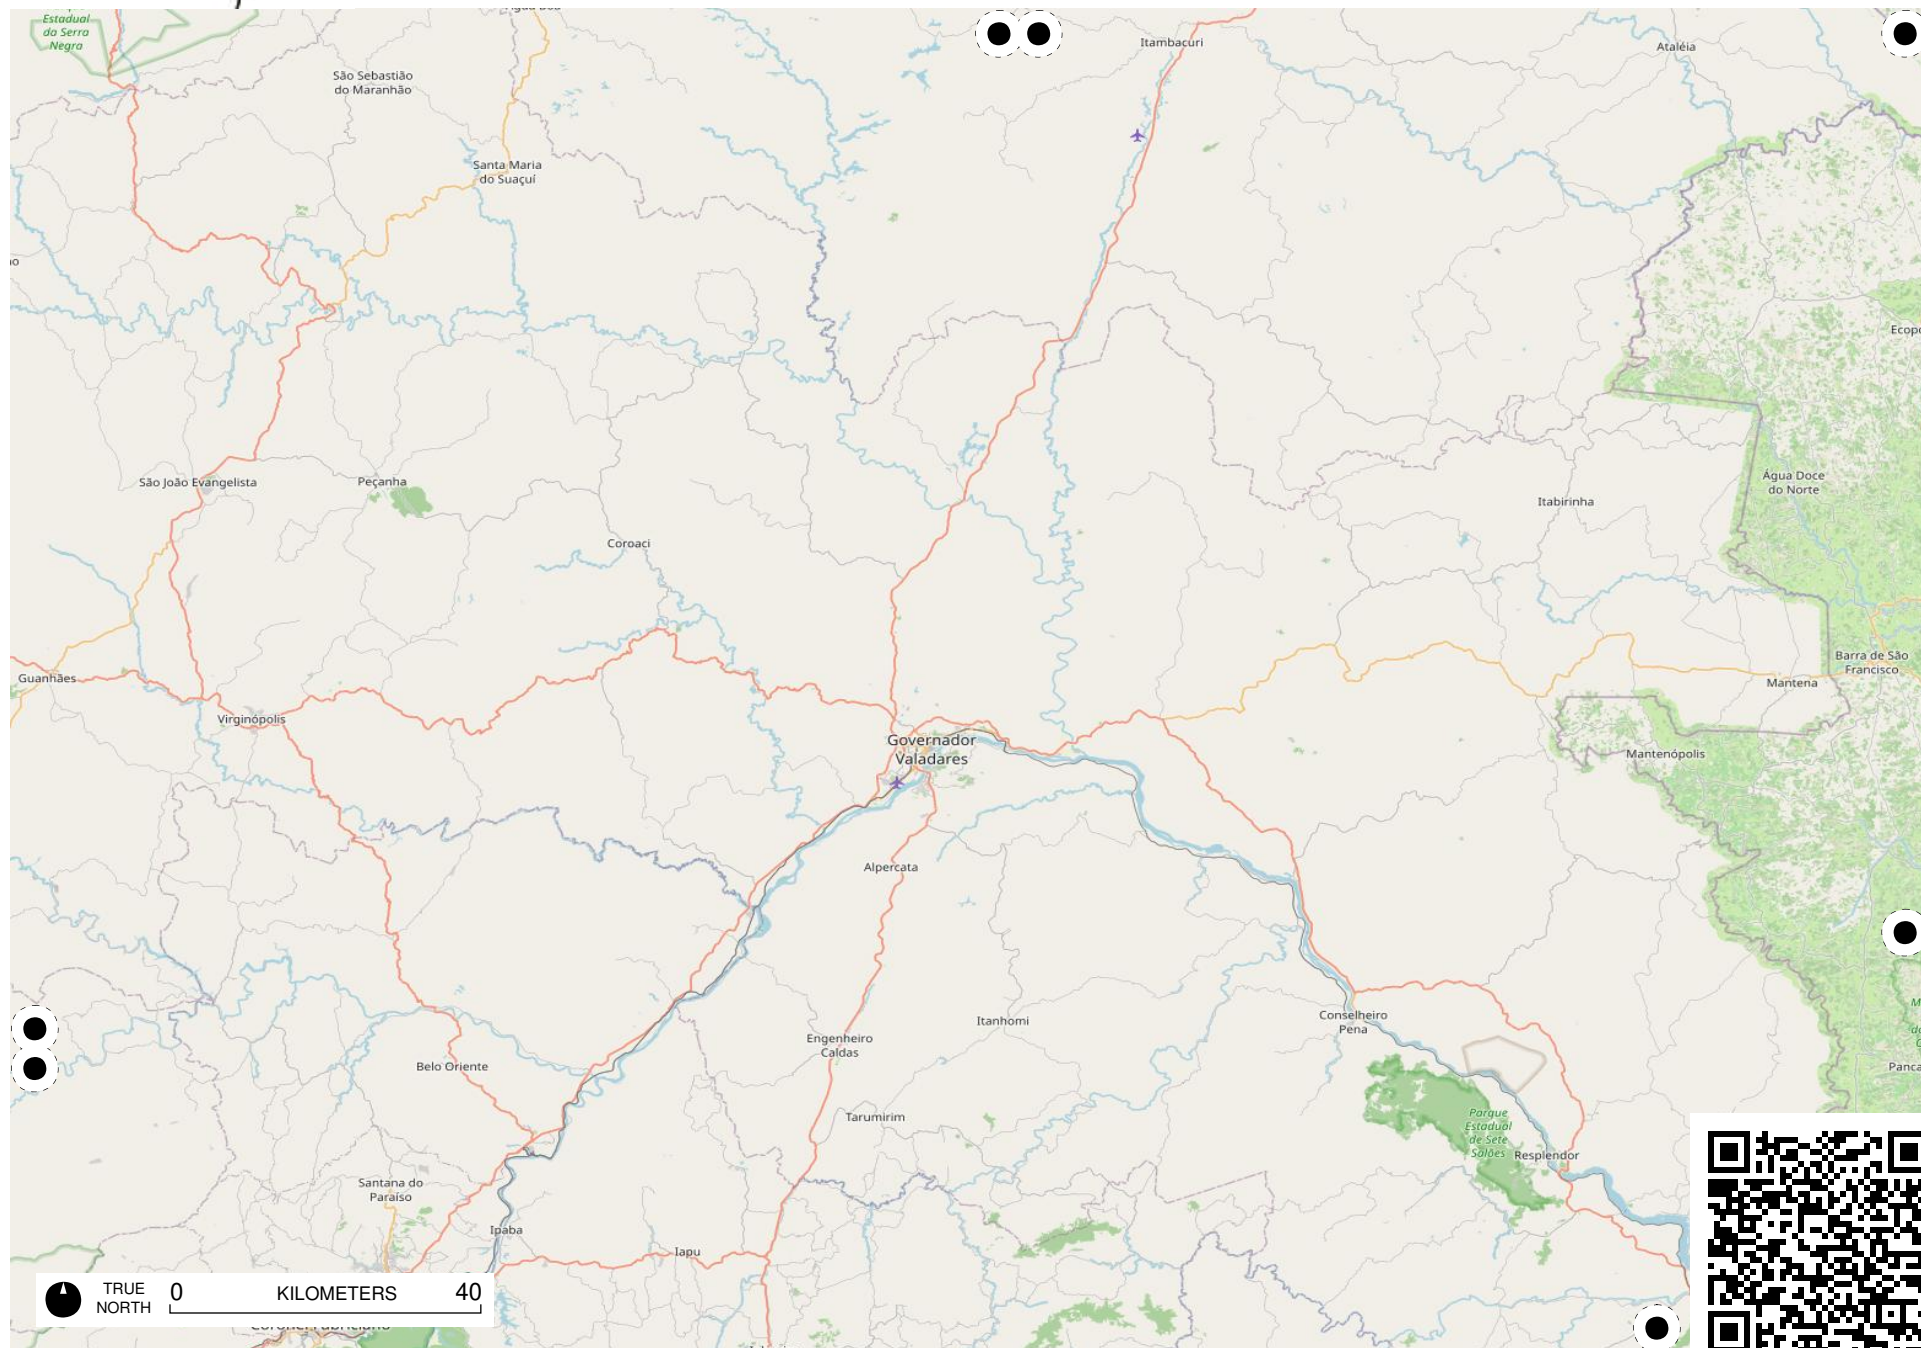 Estadual
da Serra
Negra
São Sebastião
do Maranhão
Itambacuri
Ataléia
Santa Maria
do Suaçuí
Água Doce
do Norte
São João Evangelista
Peçanha
Itabirinha
Coroaci
Barra de São
Francisco
Guanhães
Mantena
Virginópolis
Governador
Valadares
Mantenópolis
Alpercata
Conselheiro
Pena
Itanhomi
Engenheiro
Caldas
Belo Oriente
Tarumirim
Parque
Estadual
de Sete
Salões
Resplendor
Santana do
Paraíso
Ipaba
Iapu
TRUE
NORTH
0 KILOMETERS 40